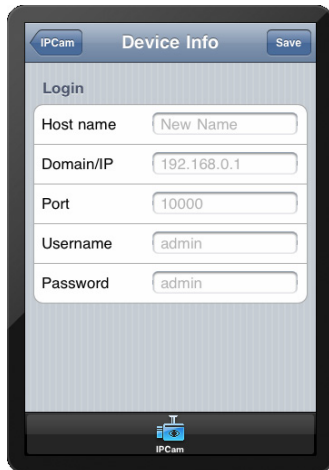 IPCam Device Info Save
Login
Host name New Name
Domain/IP 192.168.0.1
Port 10000
Username admin
Password admin
IPCam